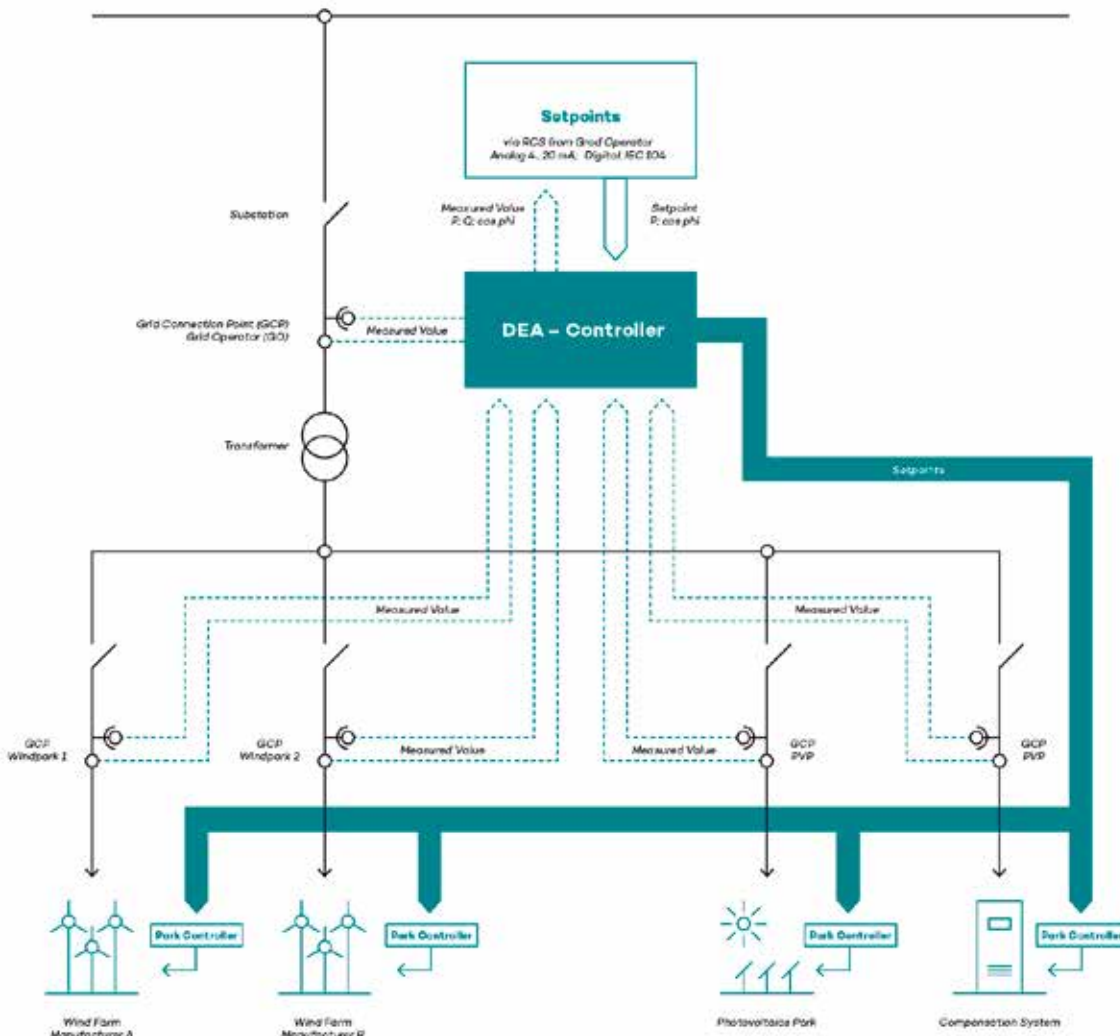 Setpoints
via RCS from Grod Operator
Analog 4.. 20 mA; Digital: IEC 104
Substation
Measured Value
P; Q; cos phi
Setpoint
P; cos phi
Grid Connection Point (GCP)
Grid Operator (GO)
Measured Value
DEA – Controller
Transformer
Setpoints
Measured Value
Measured Value
GCP
Windpark 1
GCP
Windpark 2
Measured Value
Measured Value
GCP
PVP
GCP
PVP
Park Controller
Park Controller
Park Controller
Park Controller
Wind Farm
Manufacturer A
Wind Farm
Manufacturer B
Photovoltaics Park
Compensation System